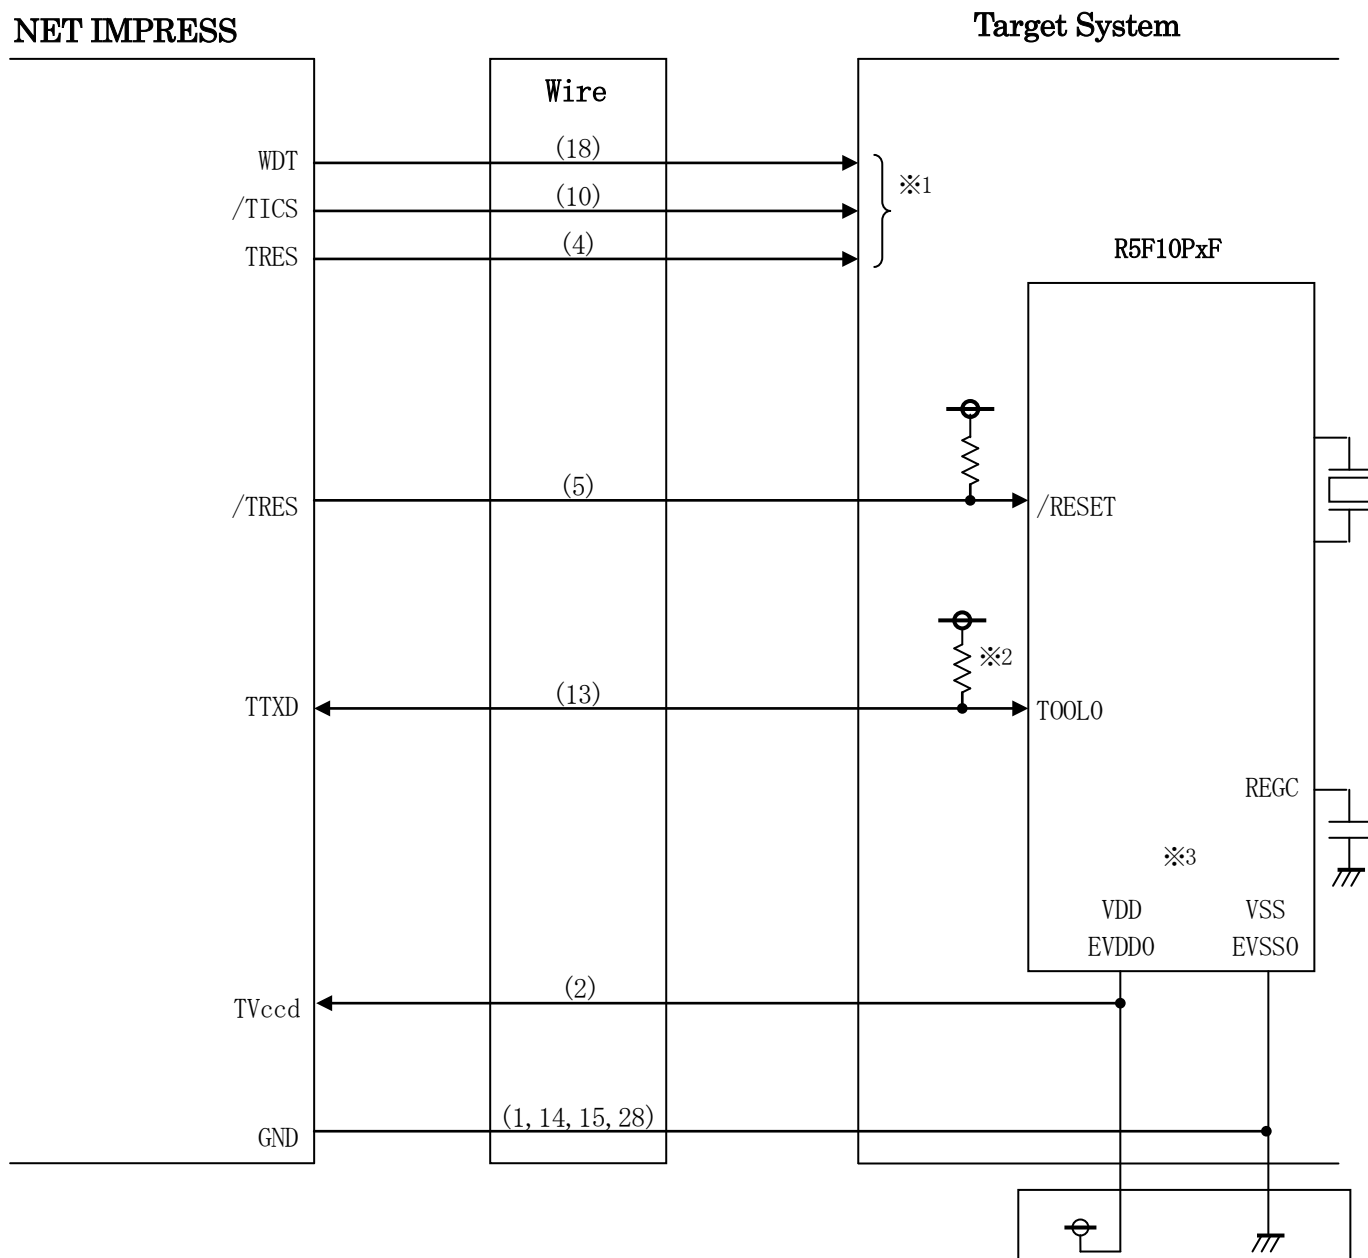 NET IMPRESS
Target System
Wire
WDT
(18)
※1
/TICS
(10)
TRES
(4)
R5F10PxF
/TRES
(5)
/RESET
※2
TTXD
(13)
TOOL0
REGC
※3
VDD
VSS
EVDD0
EVSS0
TVccd
(2)
GND
(1, 14, 15, 28)